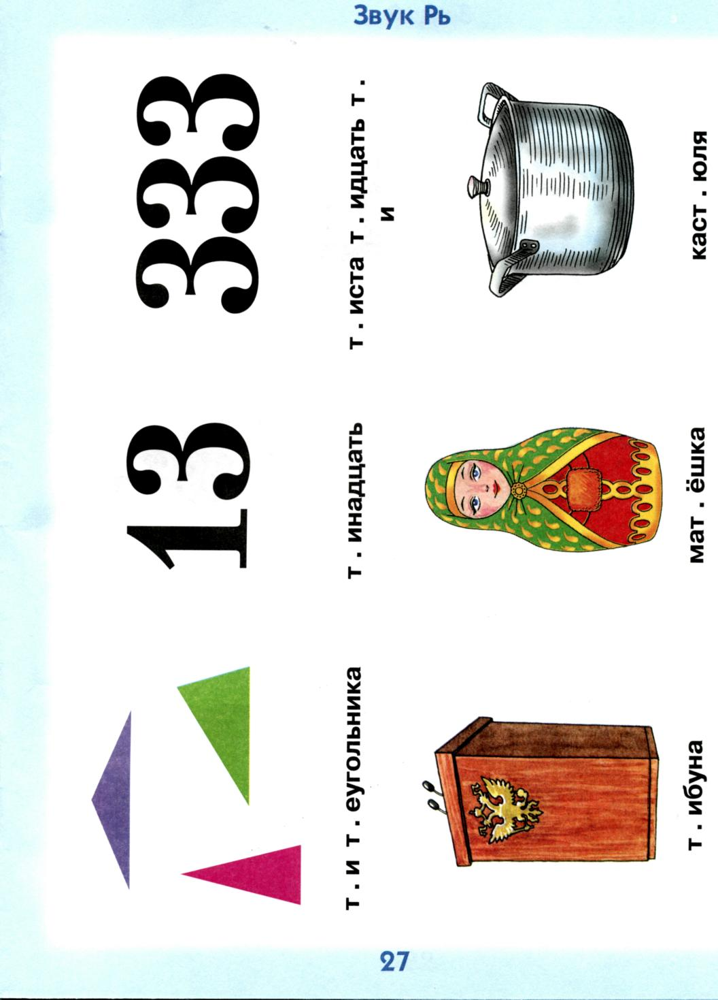 Звук Рь
13
333
т . и т . еугольника
т . инадцать
т . иста т . идцать т .
и
т . ибуна
мат . ёшка
каст . юля
27